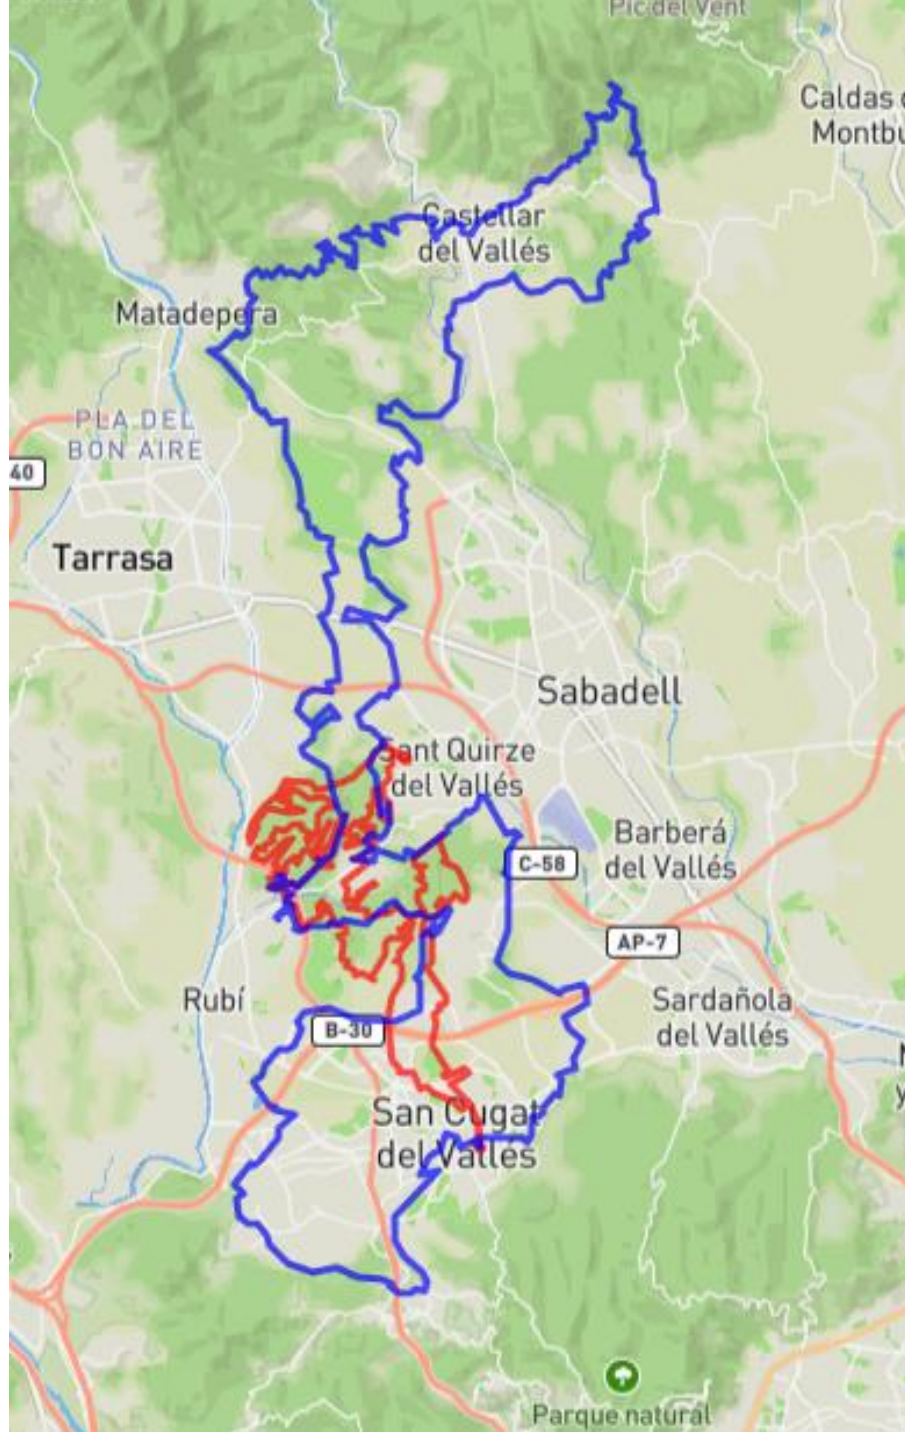 Pic del Vent
Caldas
Montbu
Castellar
del Vallés
Matadepera
PLA DEL
BON AIRE
40
Tarrasa
Sabadell
Sant Quirze
del Vallés
Barberá
del Vallés
C-58
AP-7
Rubí
Sardañola
del Vallés
B-30
San Cugat
del Vallés
Parque natural